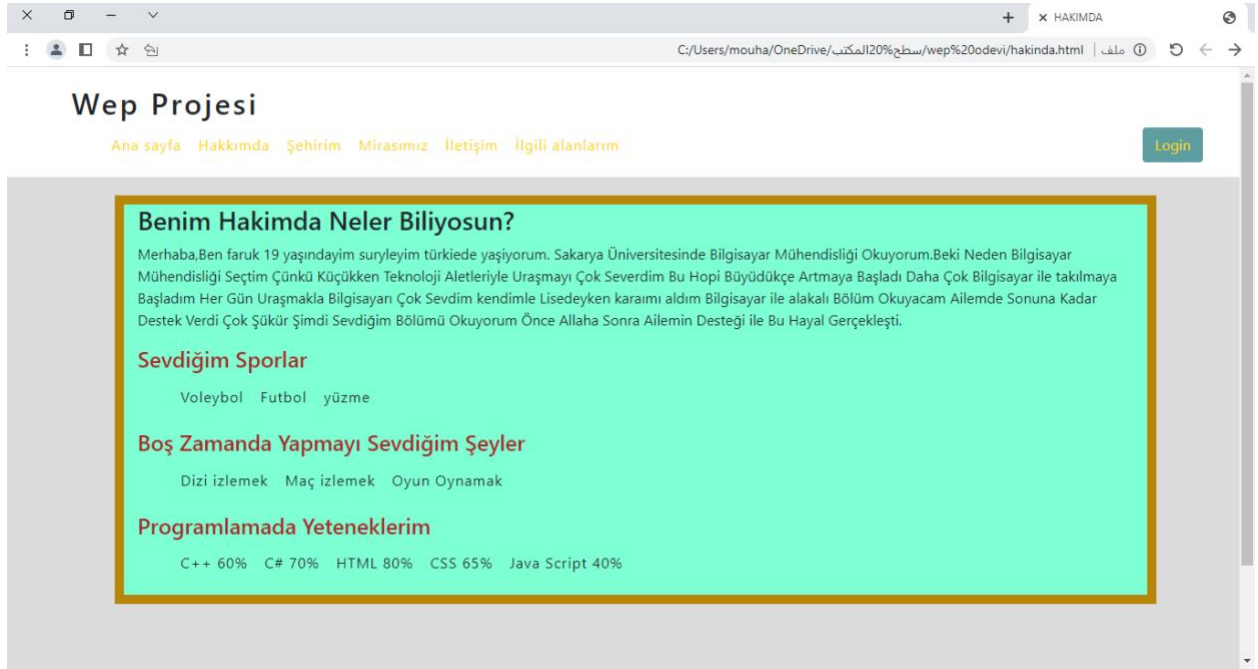 HAKIMDA
C:/Users/mouha/OneDrive/سطح%20المكتب/wep%20odevi/hakinda.html | ملف
Wep Projesi
Ana sayfa Hakkımda Şehirim Mirasımız İletişim İlgili alanlarım
Login
Benim Hakimda Neler Biliyosun?
Merhaba,Ben faruk 19 yaşındayim suryleyim türkiede yaşiyorum. Sakarya Üniversitesinde Bilgisayar Mühendisliği Okuyorum.Beki Neden Bilgisayar
Mühendisliği Seçtim Çünkü Küçükken Teknoloji Aletleriyle Uraşmayı Çok Severdim Bu Hopi Büyüdükçe Artmaya Başladı Daha Çok Bilgisayar ile takılmaya
Başladım Her Gün Uraşmakla Bilgisayarı Çok Sevdim kendimle Lisedeyken karaımı aldım Bilgisayar ile alakalı Bölüm Okuyacam Ailemde Sonuna Kadar
Destek Verdi Çok Şükür Şimdi Sevdiğim Bölümü Okuyorum Önce Allaha Sonra Ailemin Desteği ile Bu Hayal Gerçekleşti.
Sevdiğim Sporlar
Voleybol Futbol yüzme
Boş Zamanda Yapmayı Sevdiğim Şeyler
Dizi izlemek Maç izlemek Oyun Oynamak
Programlamada Yeteneklerim
C++ 60% C# 70% HTML 80% CSS 65% Java Script 40%